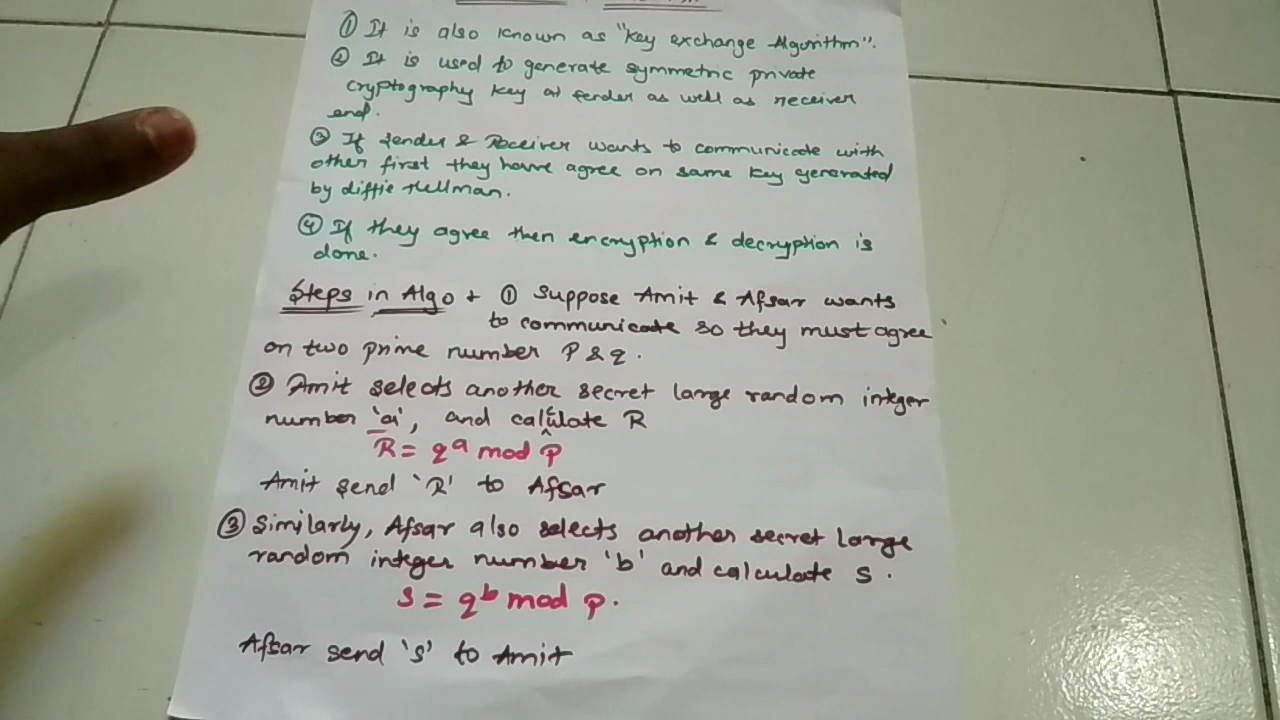 ① It is also known as "key exchange Algorithm".
② It is used to generate symmetric private
cryptography key at sender as well as receiver
end.
③ If sender & Receiver wants to communicate with
other first they have agree on same key generated
by diffie Hellman.
④ If they agree then encryption & decryption is
done.
Steps in Algo → ① Suppose Amit & Afsar wants
to communicate so they must agree
on two prime number P & q.
② Amit selects another secret large random integer
number 'a', and calculate R
R = q^a mod p
Amit send 'R' to Afsar
③ Similarly, Afsar also selects another secret large
random integer number 'b' and calculate S.
S = q^b mod p.
Afsar send 'S' to Amit